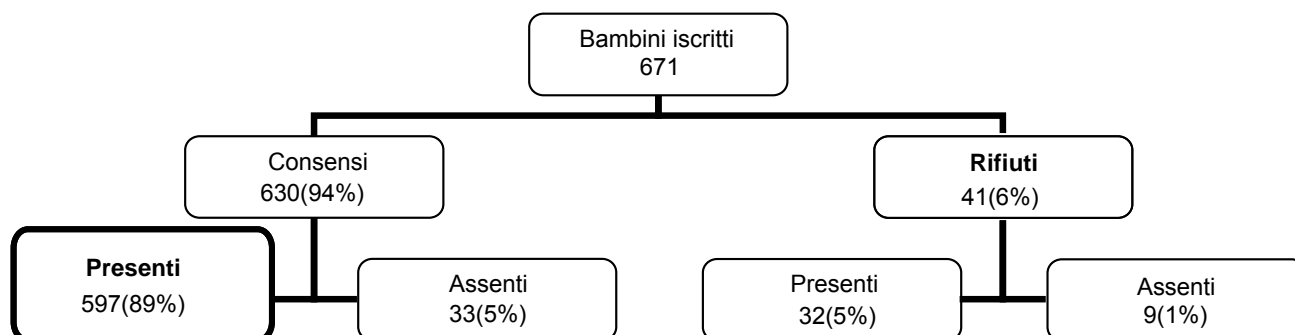 Bambini iscritti
671
Consensi
630(94%)
Rifiuti
41(6%)
Presenti
597(89%)
Assenti
33(5%)
Presenti
32(5%)
Assenti
9(1%)